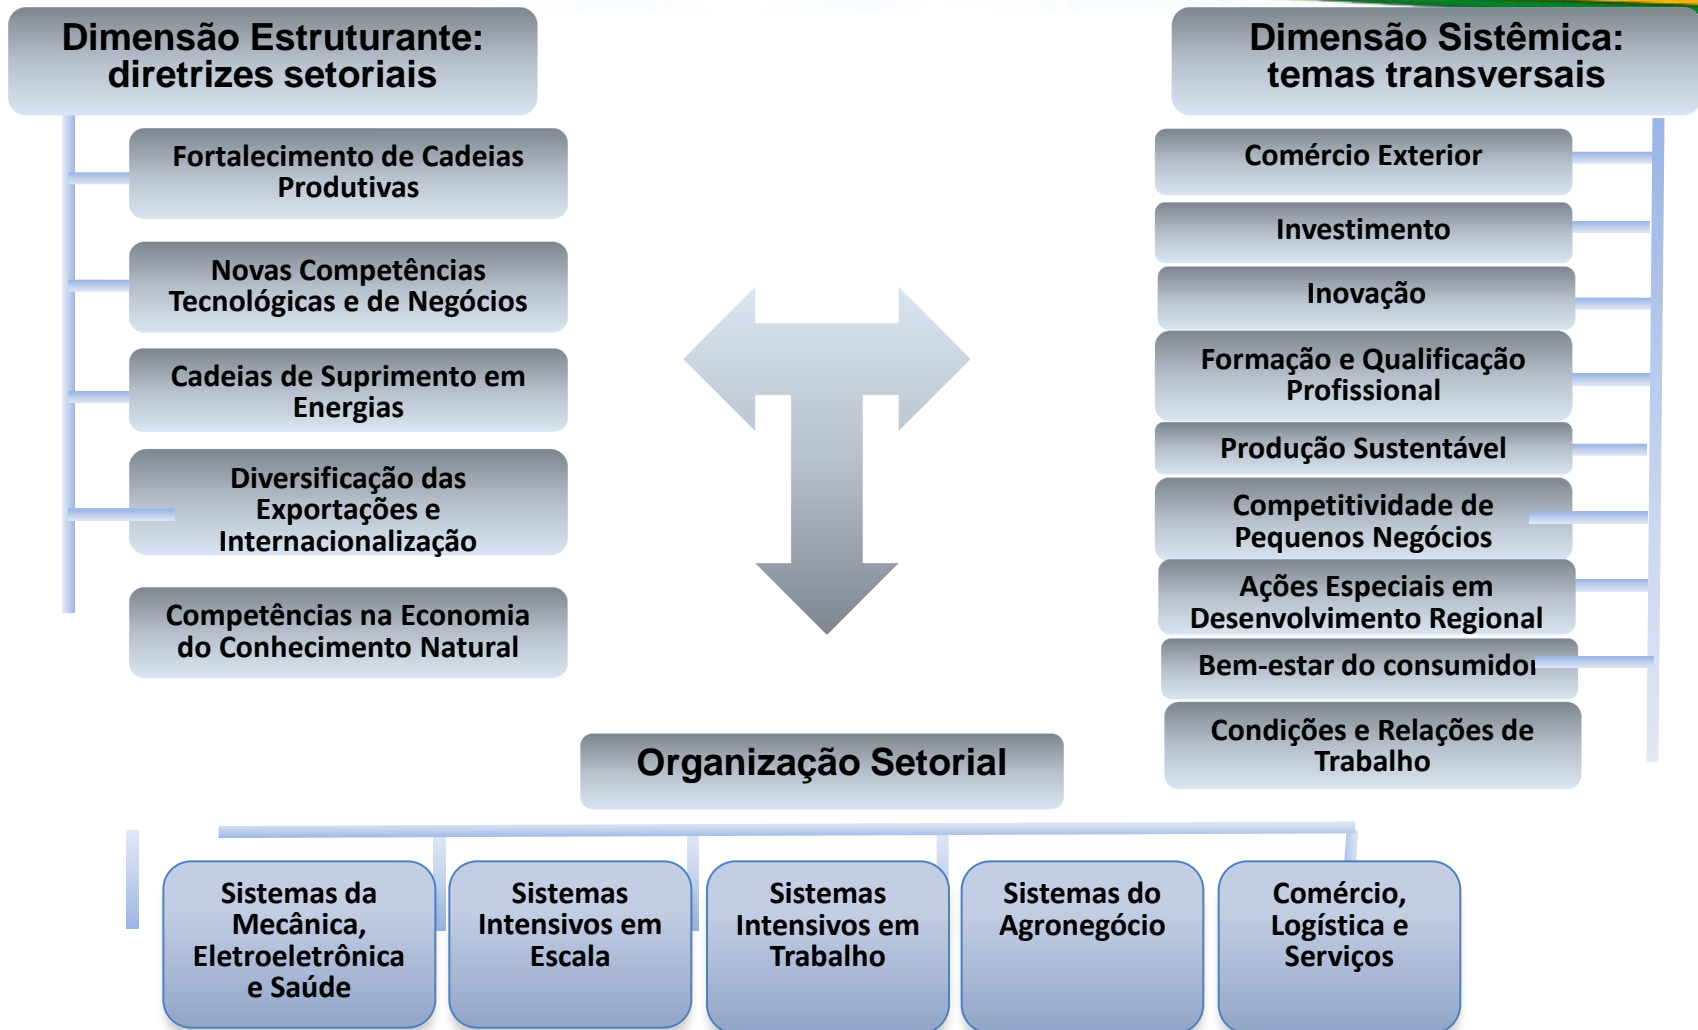 Dimensão Estruturante:
diretrizes setoriais
Fortalecimento de Cadeias
Produtivas
Novas Competências
Tecnológicas e de Negócios
Cadeias de Suprimento em
Energias
Diversificação das
Exportações e
Internacionalização
Competências na Economia
do Conhecimento Natural
Dimensão Sistêmica:
temas transversais
Comércio Exterior
Investimento
Inovação
Formação e Qualificação
Profissional
Produção Sustentável
Competitividade de
Pequenos Negócios
Ações Especiais em
Desenvolvimento Regional
Bem-estar do consumidor
Condições e Relações de
Trabalho
Organização Setorial
Sistemas da
Mecânica,
Eletroeletrônica
e Saúde
Sistemas
Intensivos em
Escala
Sistemas
Intensivos em
Trabalho
Sistemas do
Agronegócio
Comércio,
Logística e
Serviços